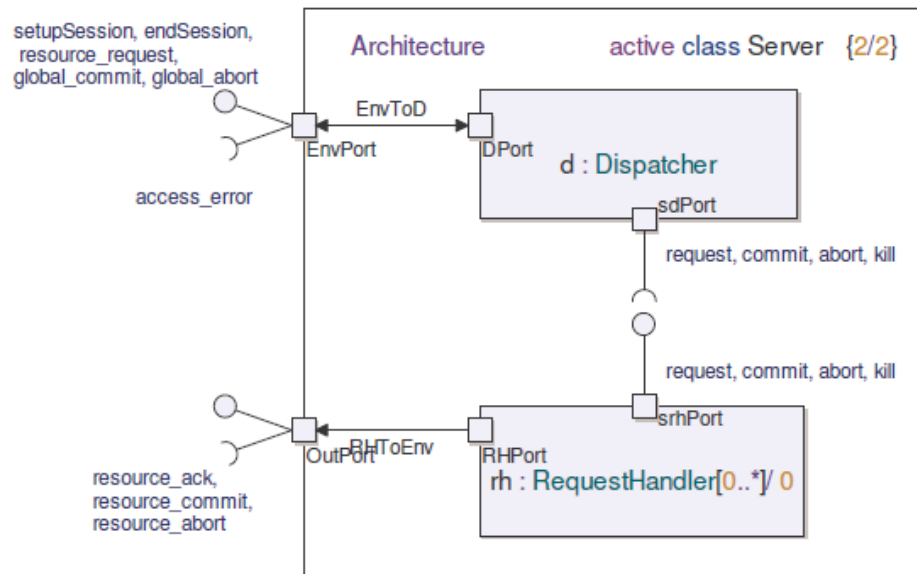 setupSession, endSession,
resource_request,
global_commit, global_abort
Architecture
active class Server {2/2}
EnvToD
EnvPort
DPort
d : Dispatcher
access_error
sdPort
request, commit, abort, kill
request, commit, abort, kill
srhPort
RHToEnv
OutPort
RHPort
rh : RequestHandler[0..*]/ 0
resource_ack,
resource_commit,
resource_abort